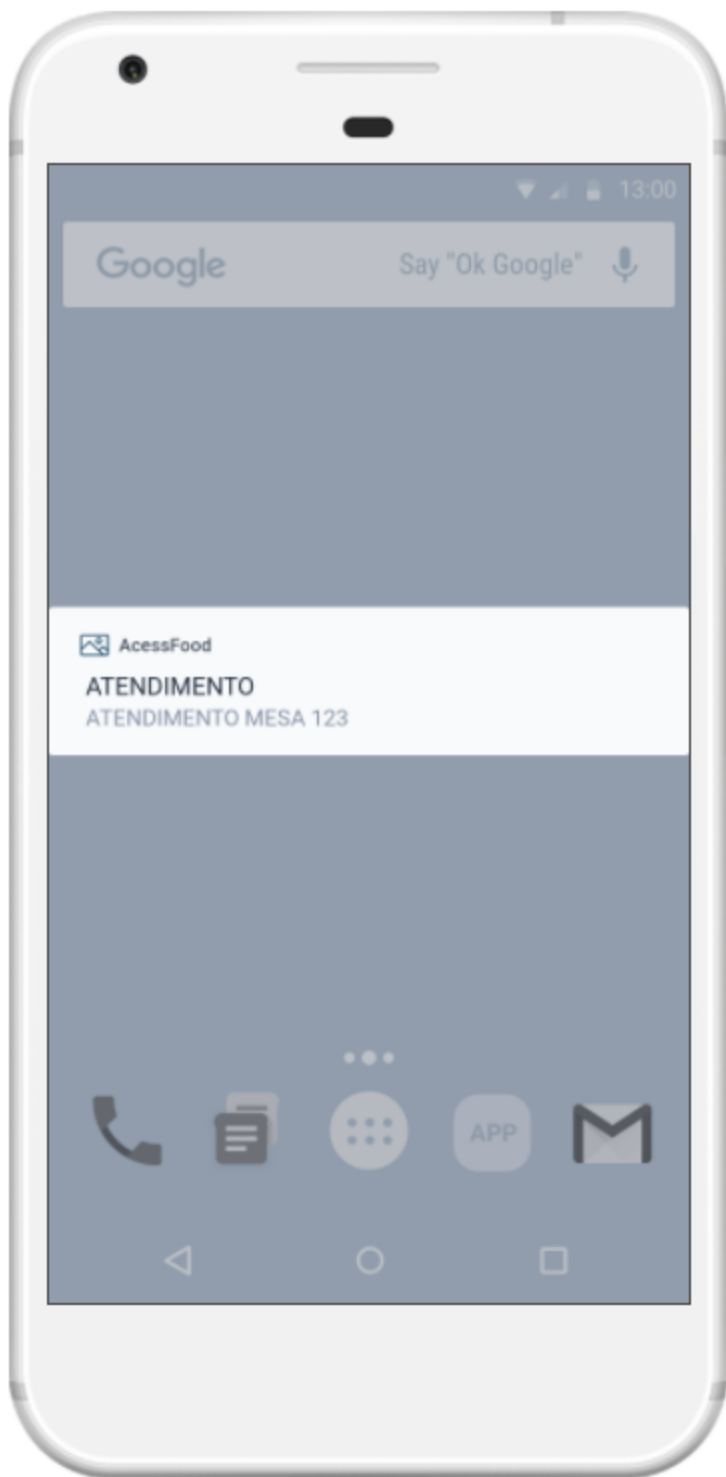 13:00
Google Say "Ok Google"
AcessFood
ATENDIMENTO
ATENDIMENTO MESA 123
APP